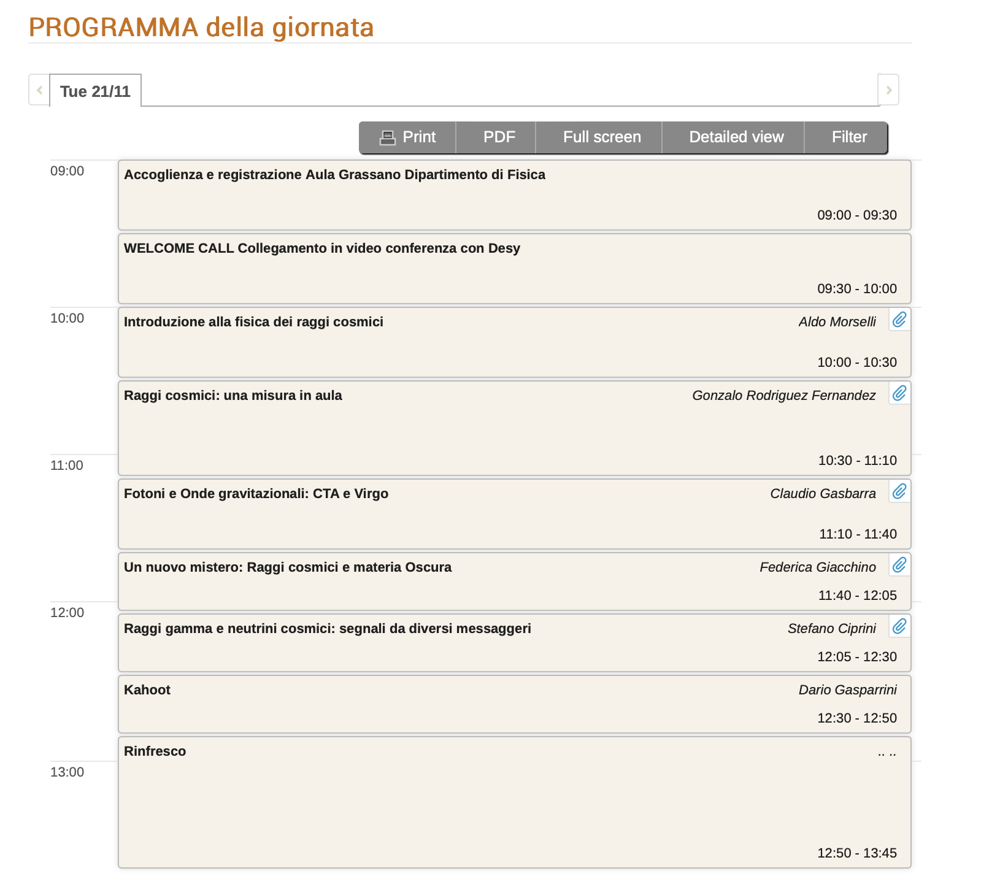 PROGRAMMA della giornata
Tue 21/11
Print PDF Full screen Detailed view Filter
09:00
Accoglienza e registrazione Aula Grassano Dipartimento di Fisica
09:00 - 09:30
WELCOME CALL Collegamento in video conferenza con Desy
09:30 - 10:00
10:00
Introduzione alla fisica dei raggi cosmici Aldo Morselli
10:00 - 10:30
Raggi cosmici: una misura in aula Gonzalo Rodriguez Fernandez
11:00
10:30 - 11:10
Fotoni e Onde gravitazionali: CTA e Virgo Claudio Gasbarra
11:10 - 11:40
Un nuovo mistero: Raggi cosmici e materia Oscura Federica Giacchino
11:40 - 12:05
12:00
Raggi gamma e neutrini cosmici: segnali da diversi messaggeri Stefano Ciprini
12:05 - 12:30
Kahoot Dario Gasparrini
12:30 - 12:50
Rinfresco .. ..
13:00
12:50 - 13:45